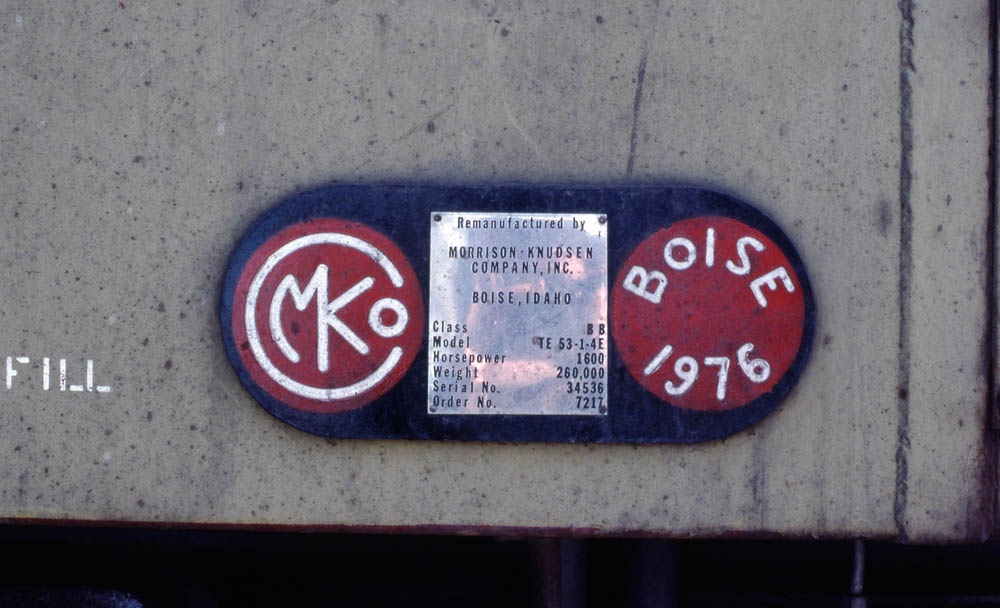 FILL
MKCo
Remanufactured by
MORRISON-KNUDSEN
COMPANY, INC.
BOISE, IDAHO
Class BB
Model TE 53-1-4E
Horsepower 1600
Weight 260,000
Serial No. 34536
Order No. 7217
BOISE
1976